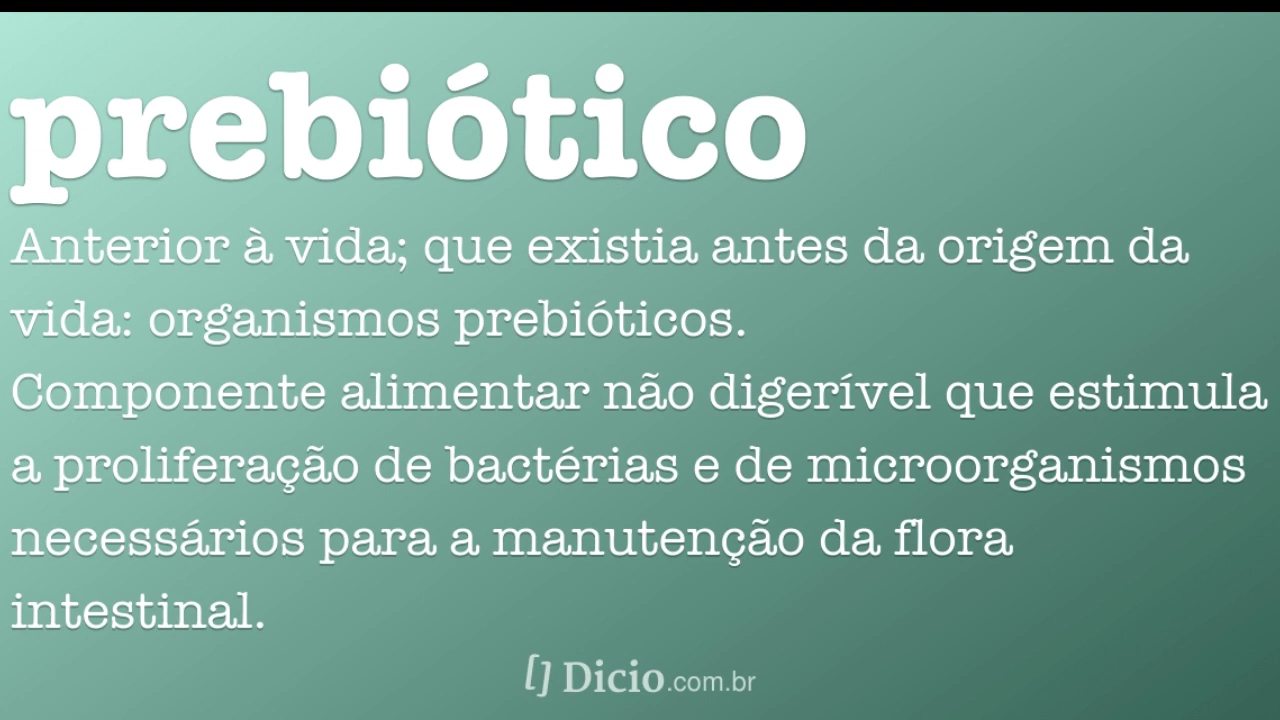 prebiótico
Anterior à vida; que existia antes da origem da
vida: organismos prebióticos.
Componente alimentar não digerível que estimula
a proliferação de bactérias e de microorganismos
necessários para a manutenção da flora
intestinal.
[] Dicio.com.br